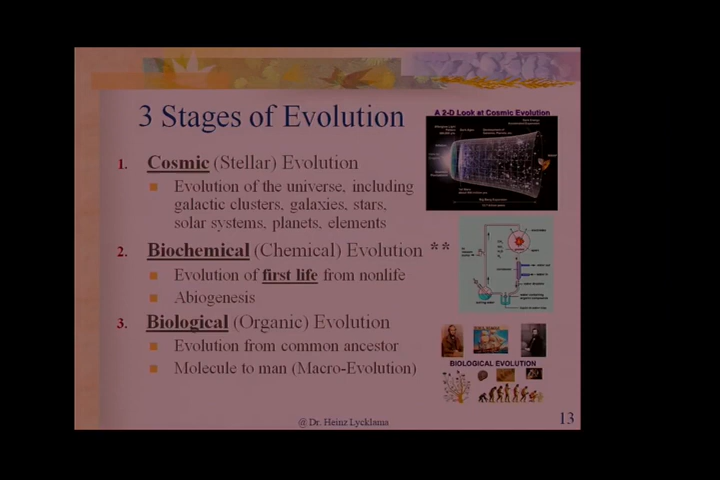 3 Stages of Evolution
1. Cosmic (Stellar) Evolution
Evolution of the universe, including
galactic clusters, galaxies, stars,
solar systems, planets, elements
2. Biochemical (Chemical) Evolution **
Evolution of first life from nonlife
Abiogenesis
3. Biological (Organic) Evolution
Evolution from common ancestor
Molecule to man (Macro-Evolution)
A 2-D Look at Cosmic Evolution
BIOLOGICAL EVOLUTION
@ Dr. Heinz Lycklama
13